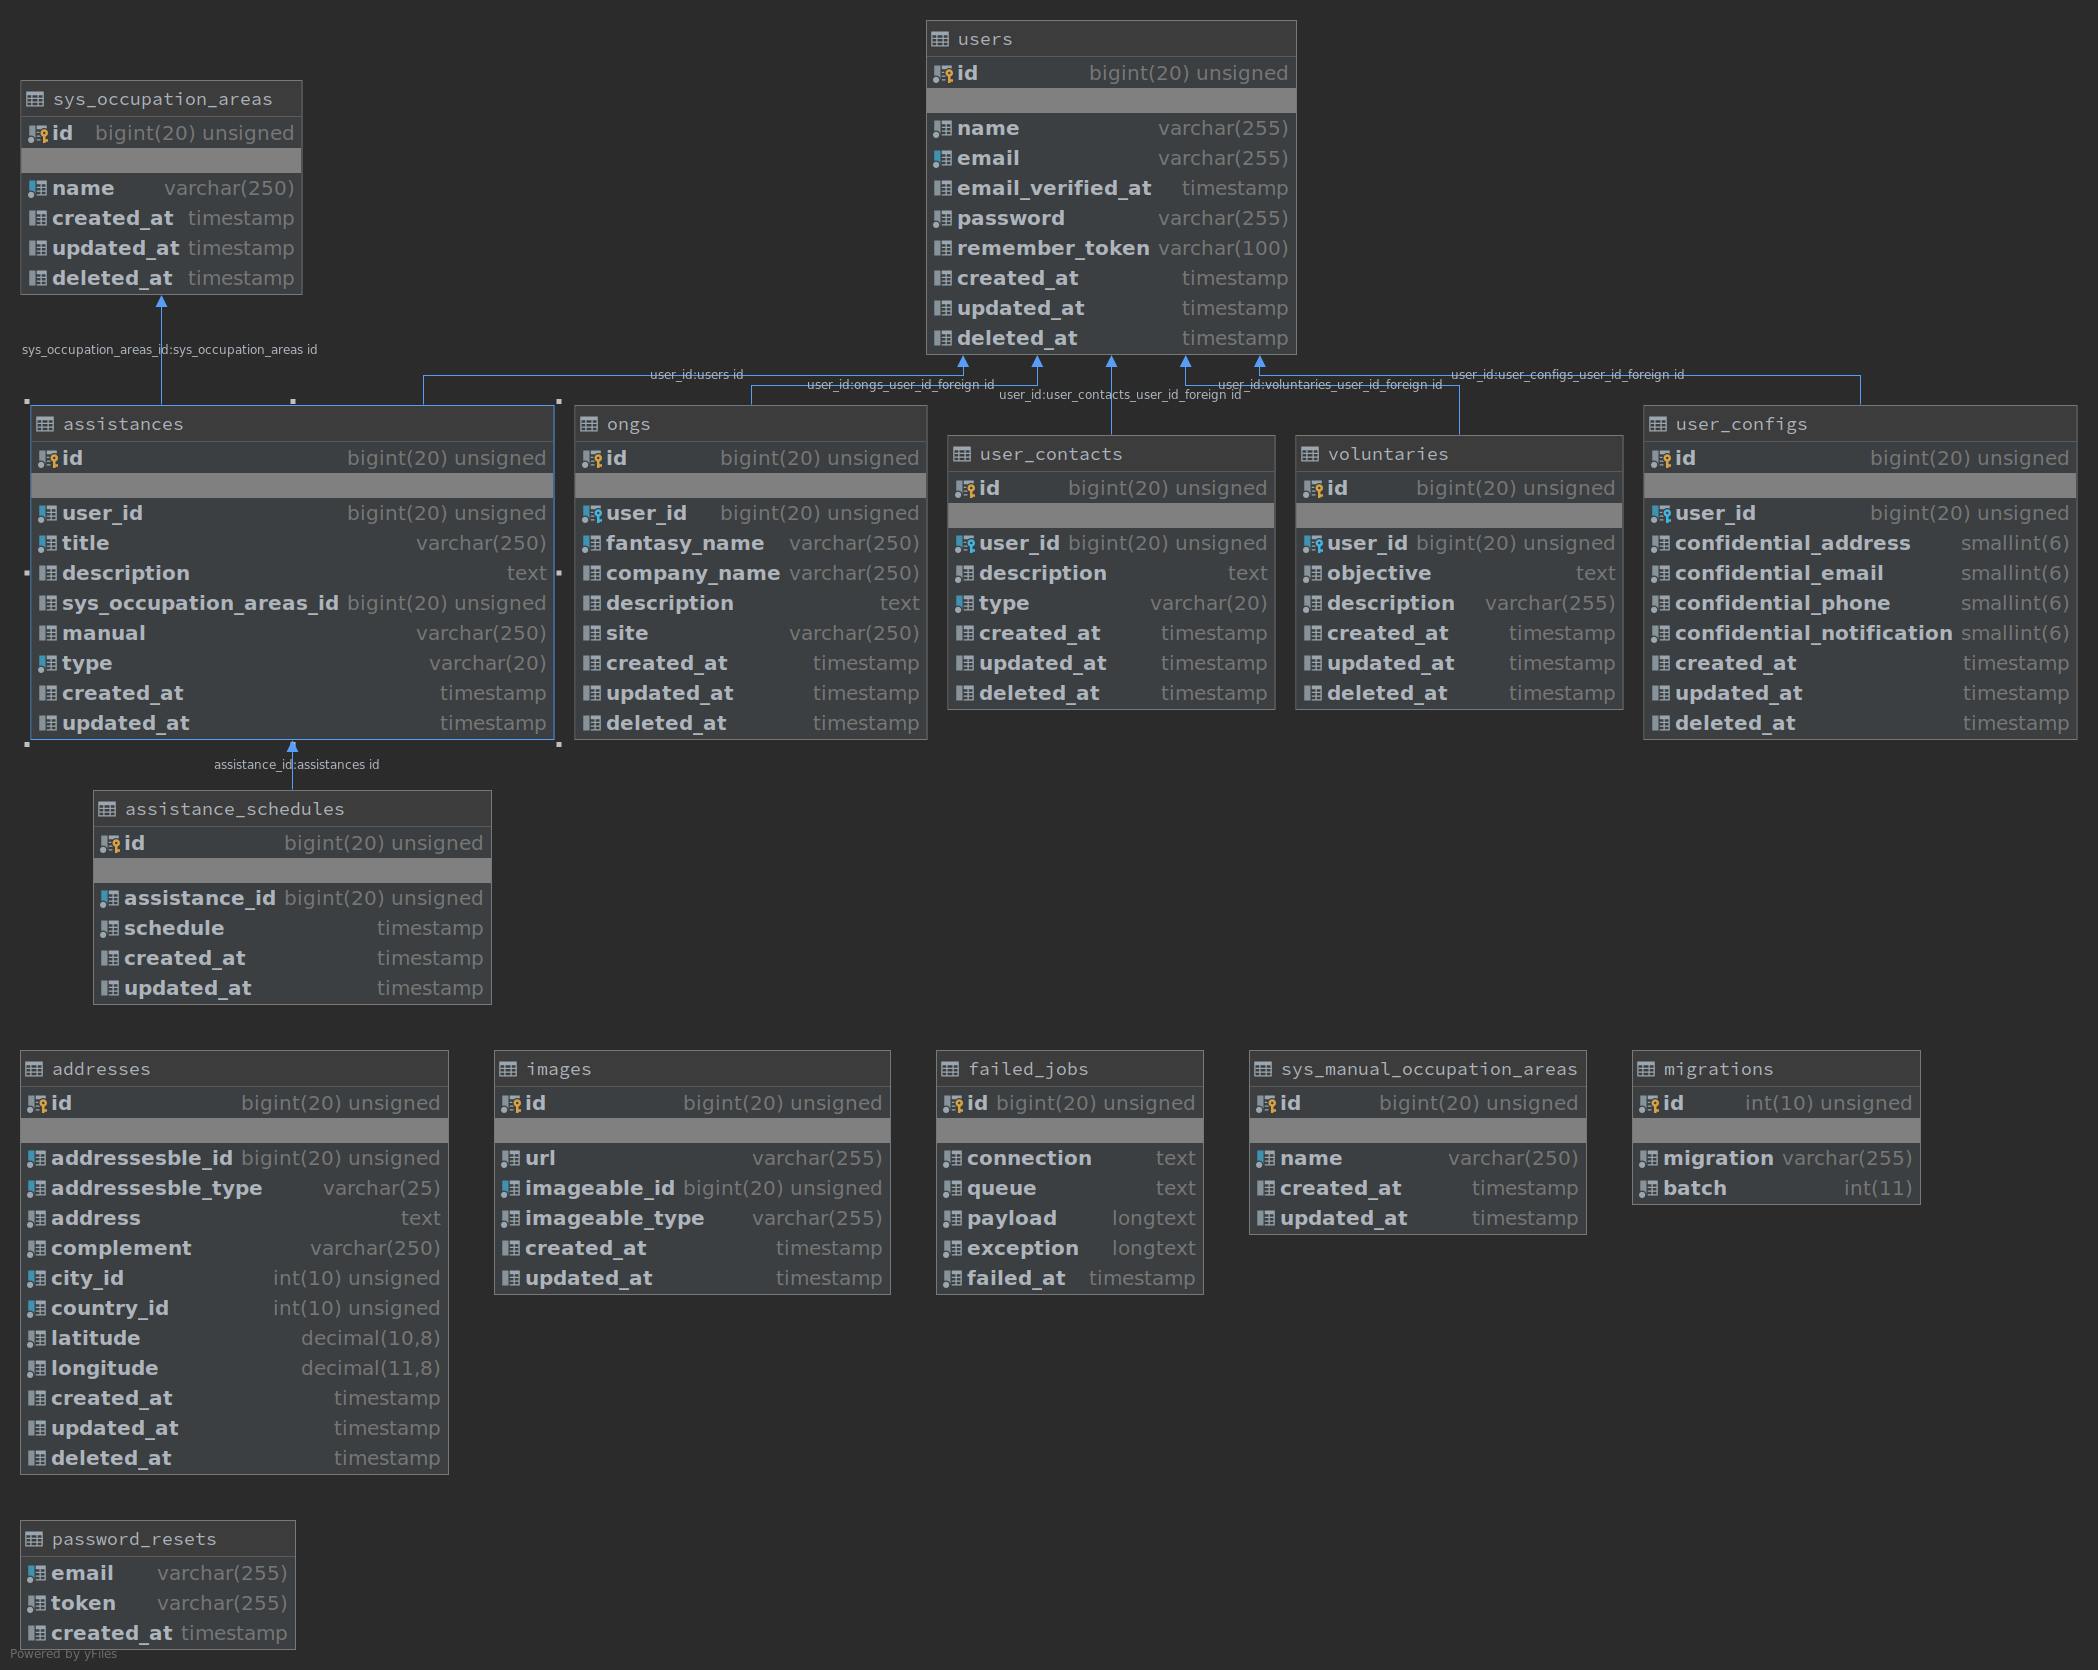 users
id bigint(20) unsigned
name varchar(255)
email varchar(255)
email_verified_at timestamp
password varchar(255)
remember_token varchar(100)
created_at timestamp
updated_at timestamp
deleted_at timestamp
sys_occupation_areas
id bigint(20) unsigned
name varchar(250)
created_at timestamp
updated_at timestamp
deleted_at timestamp
sys_occupation_areas_id:sys_occupation_areas id
user_id:users id
user_id:ongs_user_id_foreign id
user_id:user_contacts_user_id_foreign id
user_id:voluntaries_user_id_foreign id
user_id:user_configs_user_id_foreign id
assistances
id bigint(20) unsigned
user_id bigint(20) unsigned
title varchar(250)
description text
sys_occupation_areas_id bigint(20) unsigned
manual varchar(250)
type varchar(20)
created_at timestamp
updated_at timestamp
ongs
id bigint(20) unsigned
user_id bigint(20) unsigned
fantasy_name varchar(250)
company_name varchar(250)
description text
site varchar(250)
created_at timestamp
updated_at timestamp
deleted_at timestamp
user_contacts
id bigint(20) unsigned
user_id bigint(20) unsigned
description text
type varchar(20)
created_at timestamp
updated_at timestamp
deleted_at timestamp
voluntaries
id bigint(20) unsigned
user_id bigint(20) unsigned
objective text
description varchar(255)
created_at timestamp
updated_at timestamp
deleted_at timestamp
user_configs
id bigint(20) unsigned
user_id bigint(20) unsigned
confidential_address smallint(6)
confidential_email smallint(6)
confidential_phone smallint(6)
confidential_notification smallint(6)
created_at timestamp
updated_at timestamp
deleted_at timestamp
assistance_id:assistances id
assistance_schedules
id bigint(20) unsigned
assistance_id bigint(20) unsigned
schedule timestamp
created_at timestamp
updated_at timestamp
addresses
id bigint(20) unsigned
addressesble_id bigint(20) unsigned
addressesble_type varchar(25)
address text
complement varchar(250)
city_id int(10) unsigned
country_id int(10) unsigned
latitude decimal(10,8)
longitude decimal(11,8)
created_at timestamp
updated_at timestamp
deleted_at timestamp
images
id bigint(20) unsigned
url varchar(255)
imageable_id bigint(20) unsigned
imageable_type varchar(255)
created_at timestamp
updated_at timestamp
failed_jobs
id bigint(20) unsigned
connection text
queue text
payload longtext
exception longtext
failed_at timestamp
sys_manual_occupation_areas
id bigint(20) unsigned
name varchar(250)
created_at timestamp
updated_at timestamp
migrations
id int(10) unsigned
migration varchar(255)
batch int(11)
password_resets
email varchar(255)
token varchar(255)
created_at timestamp
Powered by yFiles